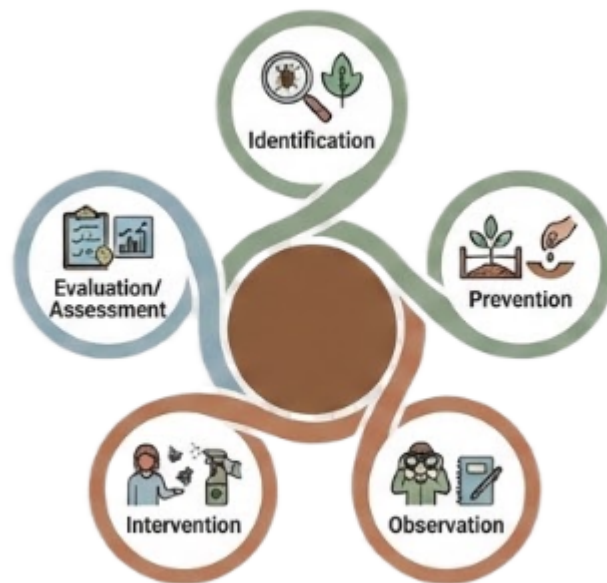 Identification
Prevention
Observation
Intervention
Evaluation/
Assessment